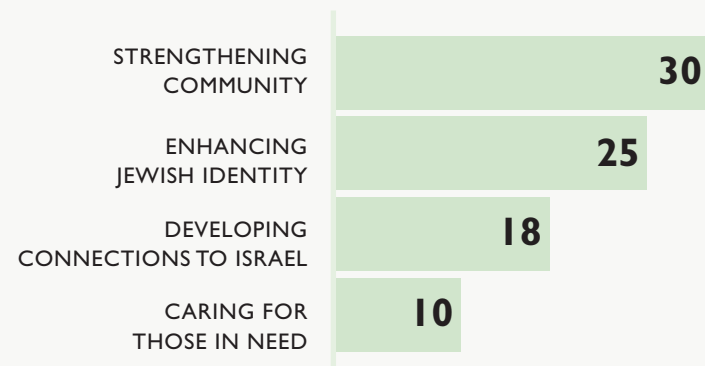 STRENGTHENING
COMMUNITY
30
ENHANCING
JEWISH IDENTITY
25
DEVELOPING
CONNECTIONS TO ISRAEL
18
CARING FOR
THOSE IN NEED
10